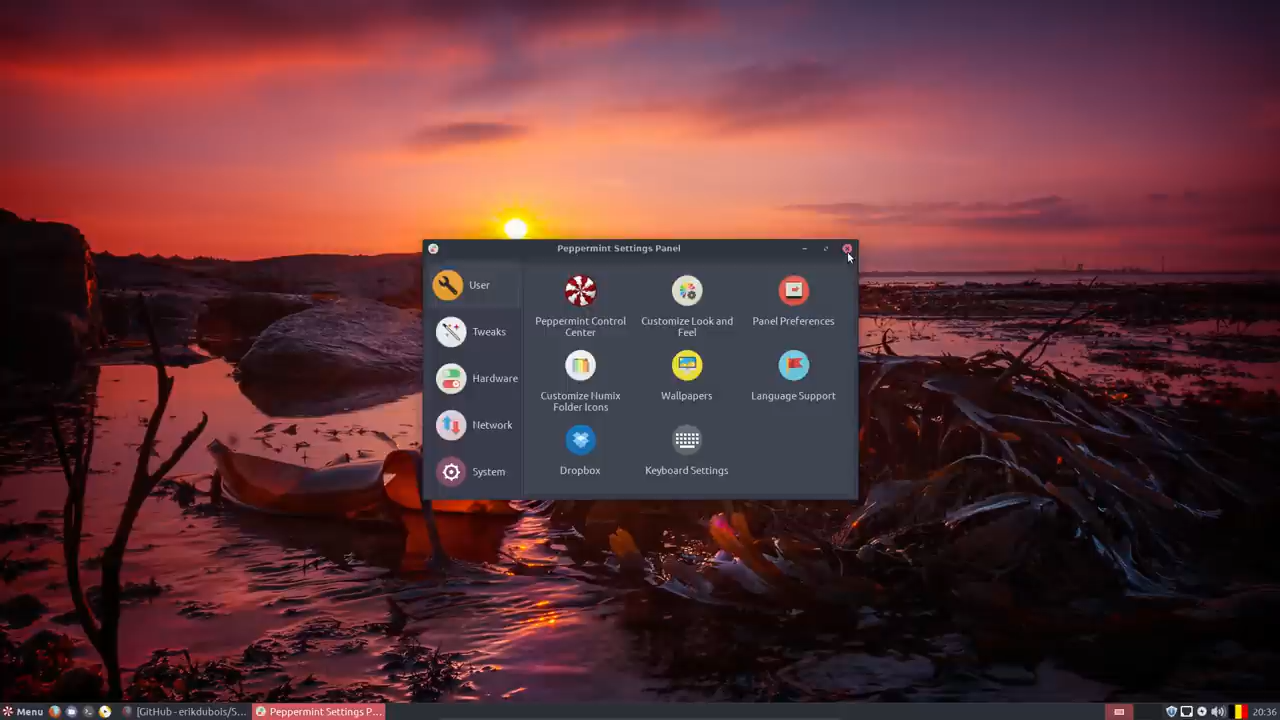 Peppermint Settings Panel
User
Tweaks
Hardware
Network
System
Peppermint Control
Center
Customize Look and
Feel
Panel Preferences
Customize Numix
Folder Icons
Wallpapers
Language Support
Dropbox
Keyboard Settings
Menu
[GitHub - erikdubois/S...
Peppermint Settings P...
20:36